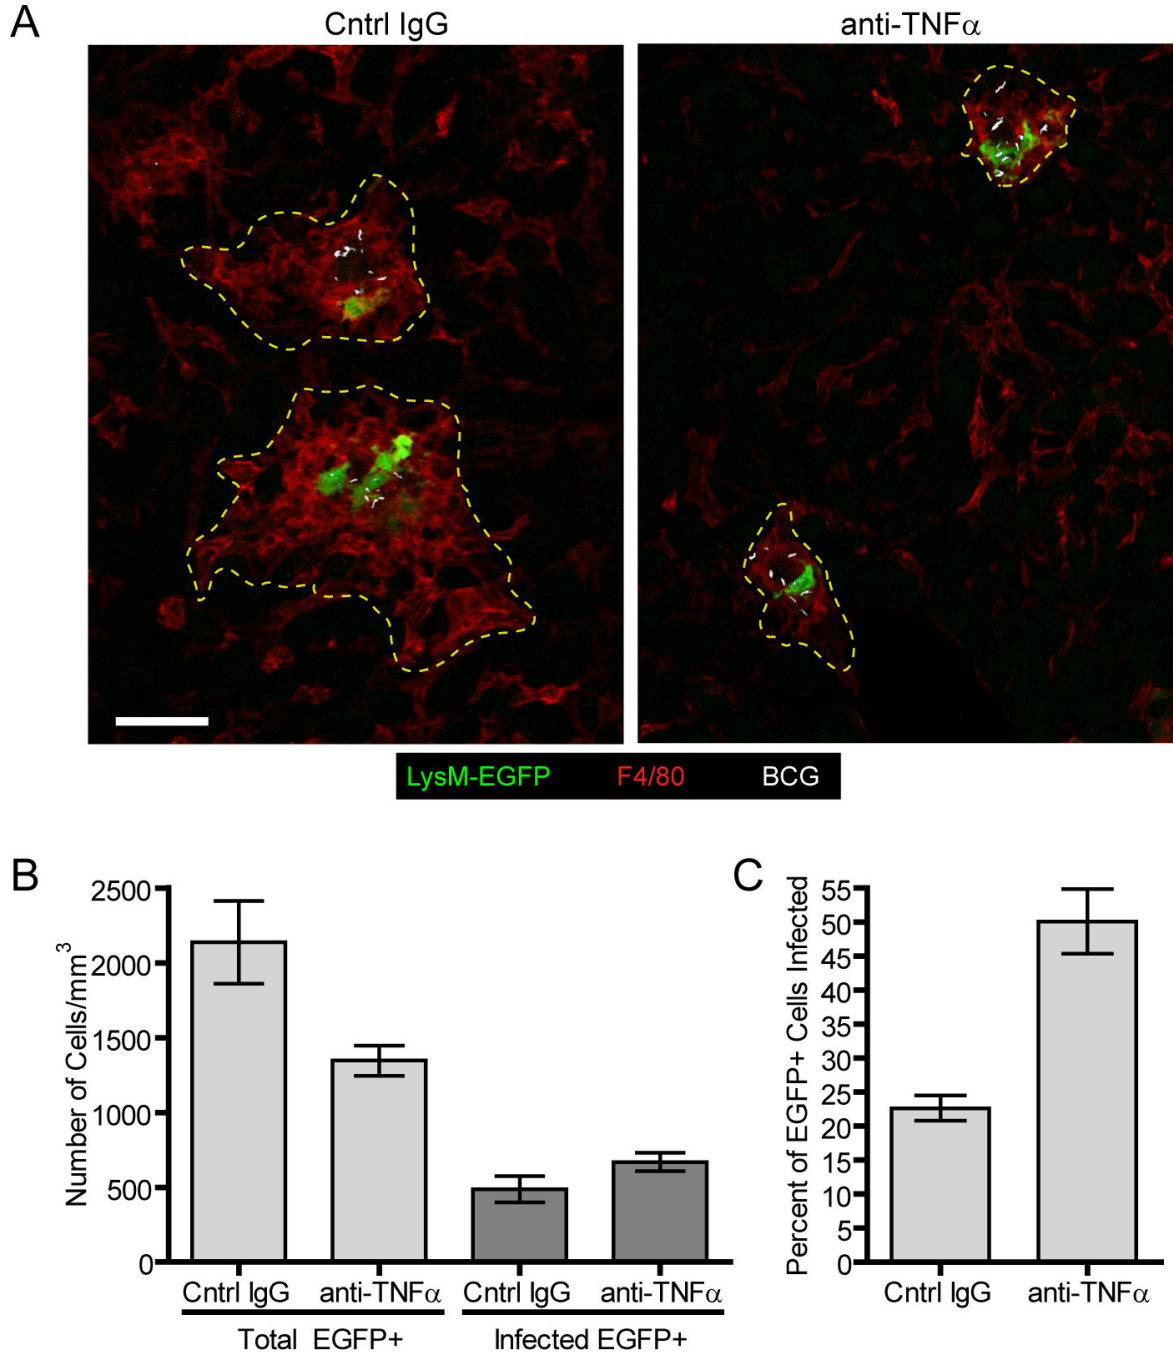 A
Cntrl IgG
anti-TNFα
LysM-EGFP F4/80 BCG
B
Number of Cells/mm³
2500
2000
1500
1000
500
0
Cntrl IgG anti-TNFα Cntrl IgG anti-TNFα
Total EGFP+ Infected EGFP+
C
Percent of EGFP+ Cells Infected
55
50
45
40
35
30
25
20
15
10
5
0
Cntrl IgG anti-TNFα